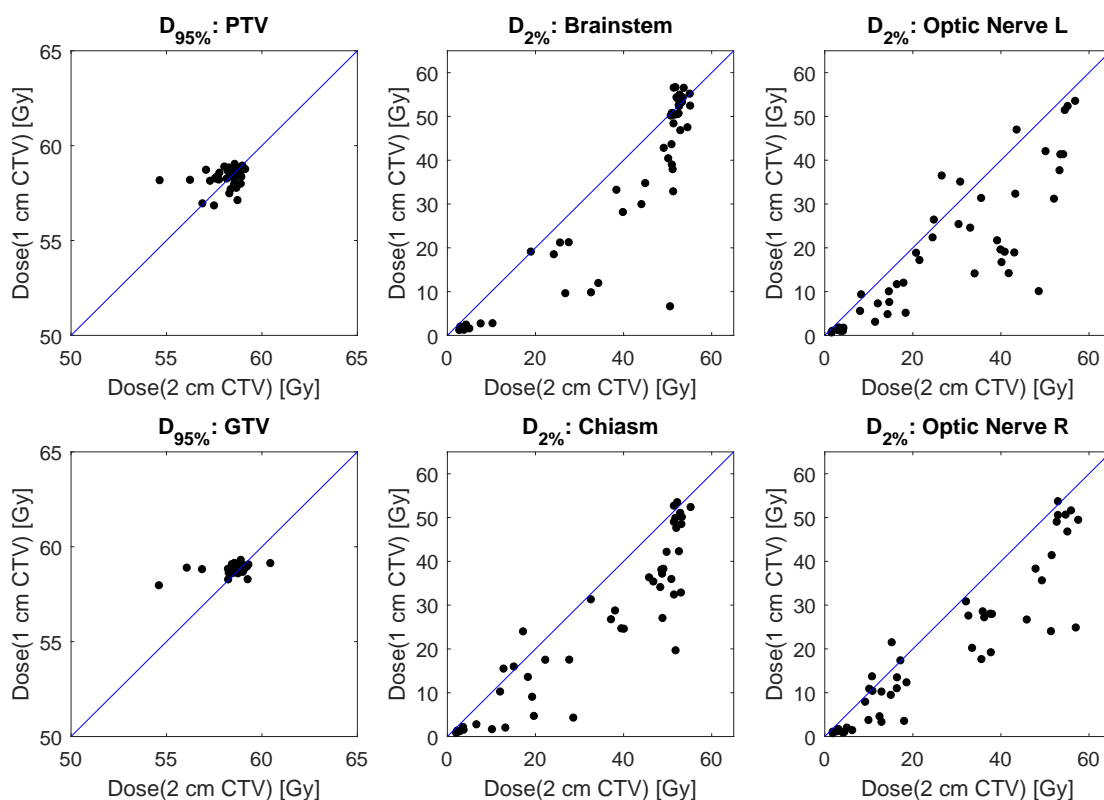 D95%: PTV
65
60
55
50
50 55 60 65
Dose(2 cm CTV) [Gy]
Dose(1 cm CTV) [Gy]
D2%: Brainstem
60
50
40
30
20
10
0
0 20 40 60
Dose(2 cm CTV) [Gy]
Dose(1 cm CTV) [Gy]
D2%: Optic Nerve L
60
50
40
30
20
10
0
0 20 40 60
Dose(2 cm CTV) [Gy]
Dose(1 cm CTV) [Gy]
D95%: GTV
65
60
55
50
50 55 60 65
Dose(2 cm CTV) [Gy]
Dose(1 cm CTV) [Gy]
D2%: Chiasm
60
50
40
30
20
10
0
0 20 40 60
Dose(2 cm CTV) [Gy]
Dose(1 cm CTV) [Gy]
D2%: Optic Nerve R
60
50
40
30
20
10
0
0 20 40 60
Dose(2 cm CTV) [Gy]
Dose(1 cm CTV) [Gy]